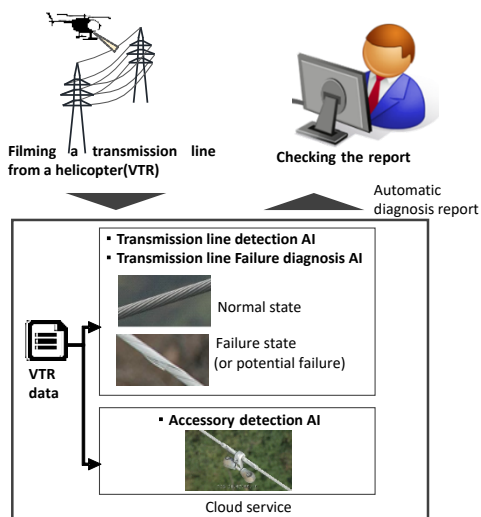 Filming a transmission line
from a helicopter(VTR)
Checking the report
Automatic
diagnosis report
▪ Transmission line detection AI
▪ Transmission line Failure diagnosis AI
Normal state
Failure state
(or potential failure)
VTR
data
▪ Accessory detection AI
Cloud service